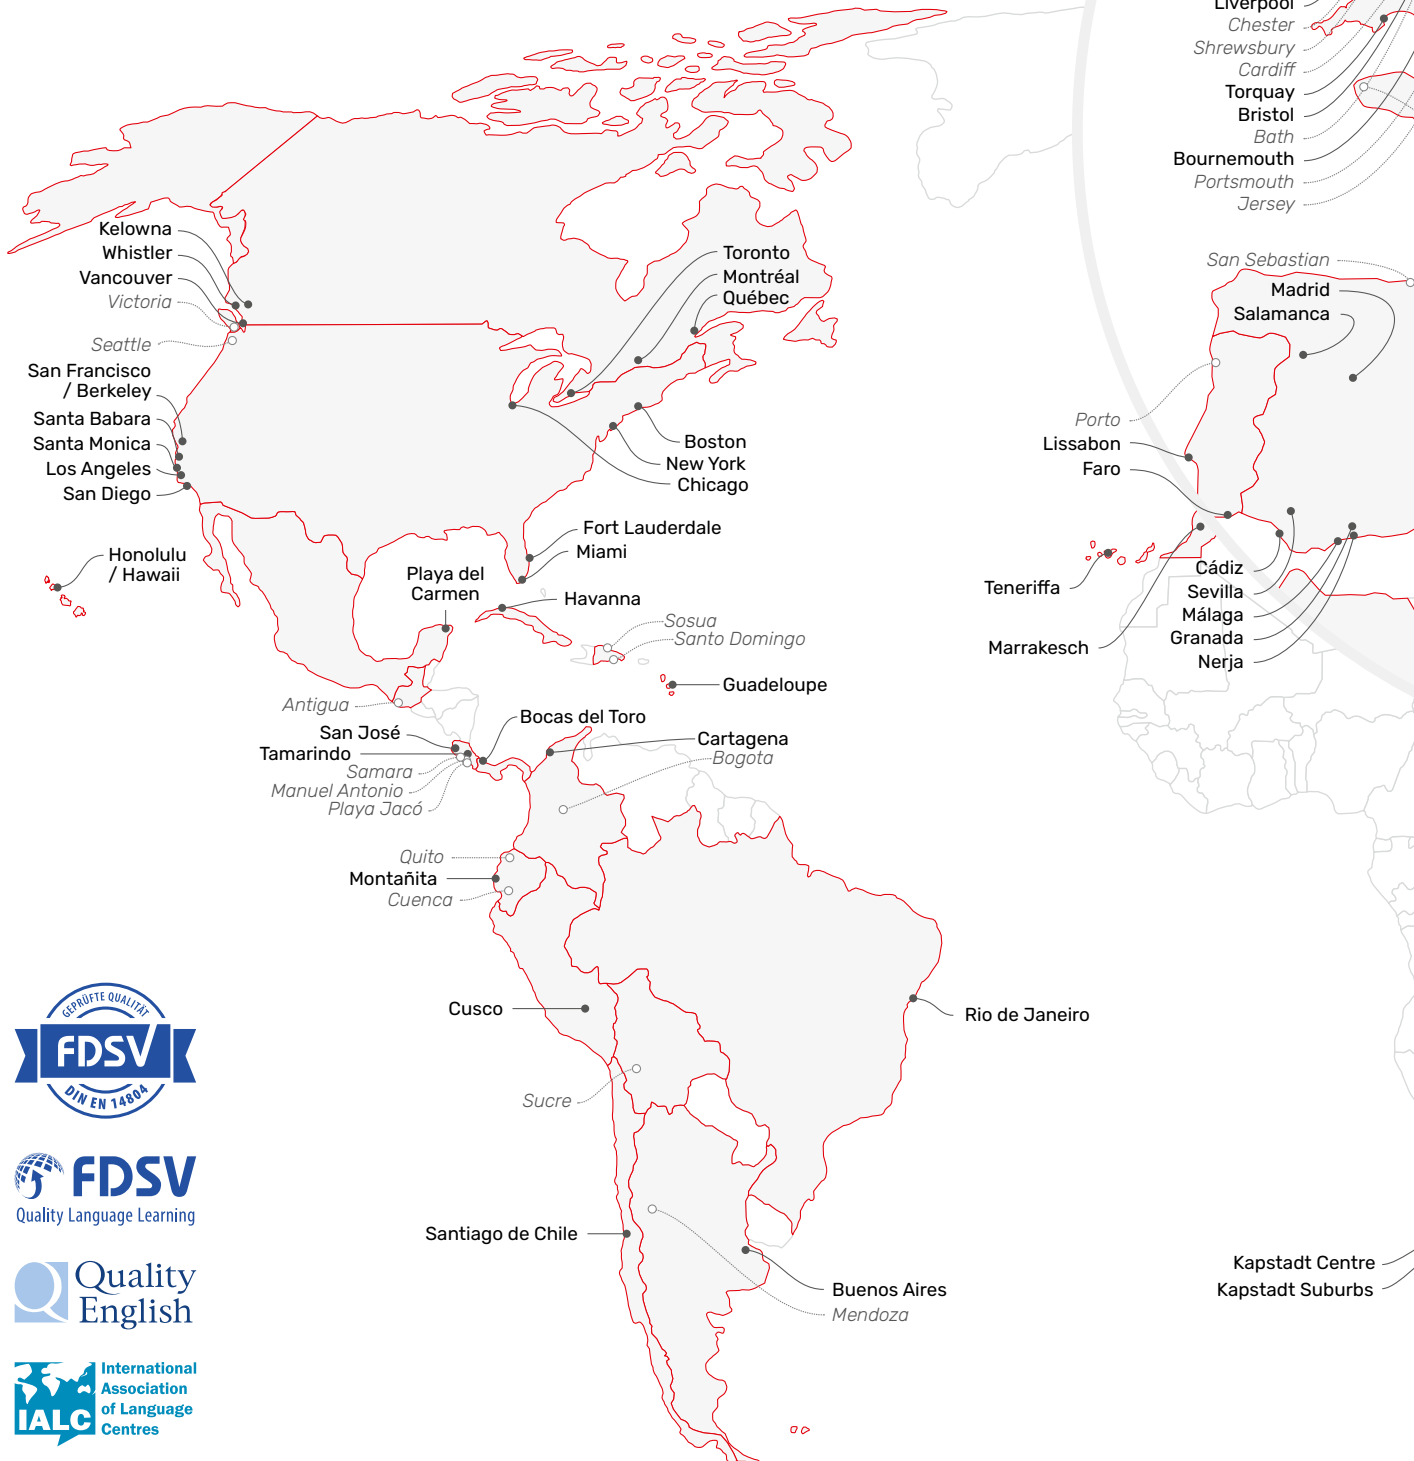 Liverpool
Chester
Shrewsbury
Cardiff
Torquay
Bristol
Bath
Bournemouth
Portsmouth
Jersey
Kelowna
Whistler
Vancouver
Victoria
Seattle
San Francisco
/ Berkeley
Santa Babara
Santa Monica
Los Angeles
San Diego
Toronto
Montréal
Québec
Boston
New York
Chicago
Fort Lauderdale
Miami
Honolulu
/ Hawaii
Playa del
Carmen
Havanna
Sosua
Santo Domingo
Guadeloupe
Antigua
San José
Tamarindo
Samara
Manuel Antonio
Playa Jacó
Bocas del Toro
Cartagena
Bogota
Quito
Montañita
Cuenca
Cusco
Sucre
Rio de Janeiro
Santiago de Chile
Buenos Aires
Mendoza
San Sebastian
Madrid
Salamanca
Porto
Lissabon
Faro
Teneriffa
Marrakesch
Cádiz
Sevilla
Málaga
Granada
Nerja
Kapstadt Centre
Kapstadt Suburbs
GEPRÜFTE QUALITÄT
FDSV
DIN EN 14804
FDSV
Quality Language Learning
Quality
English
IALC
International
Association
of Language
Centres